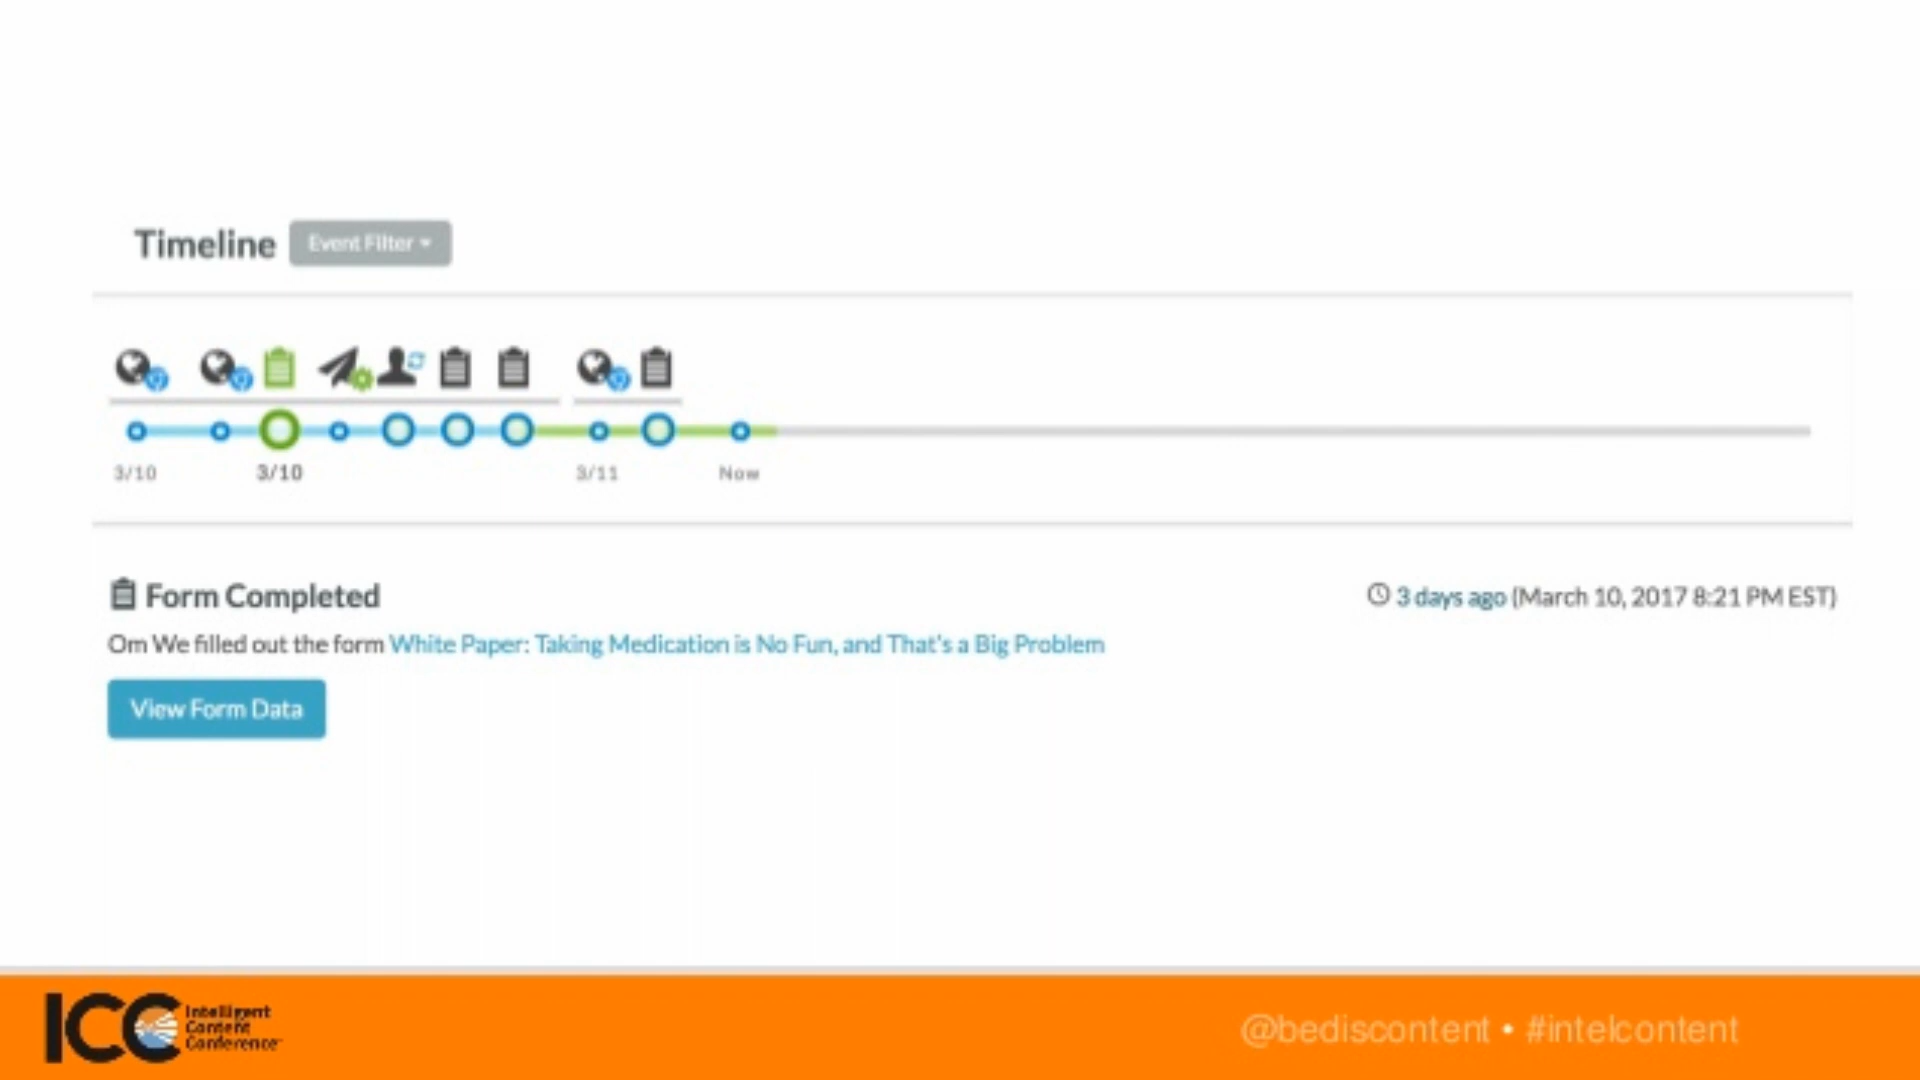 Timeline Event Filter
3/10 3/10 3/11 Now
Form Completed 3 days ago (March 10, 2017 8:21 PM EST)
Om We filled out the form White Paper: Taking Medication is No Fun, and That's a Big Problem
View Form Data
ICC Intelligent
Content
Conference
@bediscontent • #intelcontent